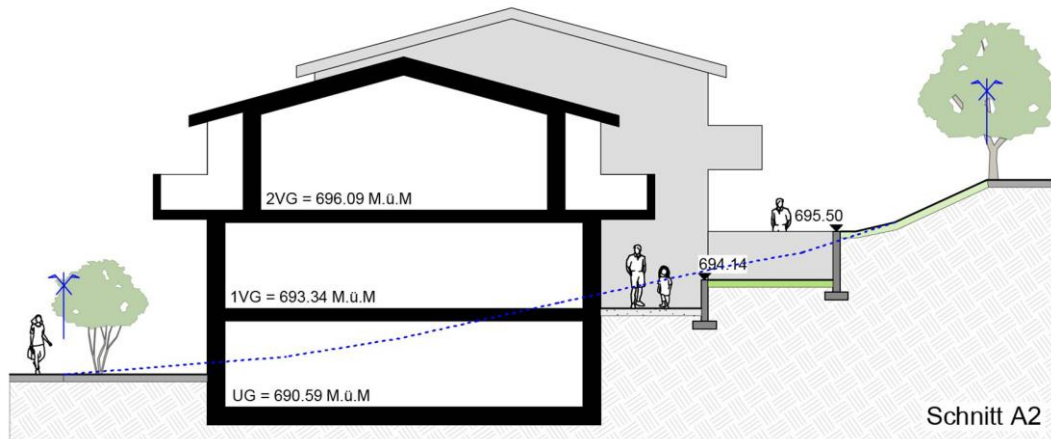 2VG = 696.09 M.ü.M
695.50
694.14
1VG = 693.34 M.ü.M
UG = 690.59 M.ü.M
Schnitt A2